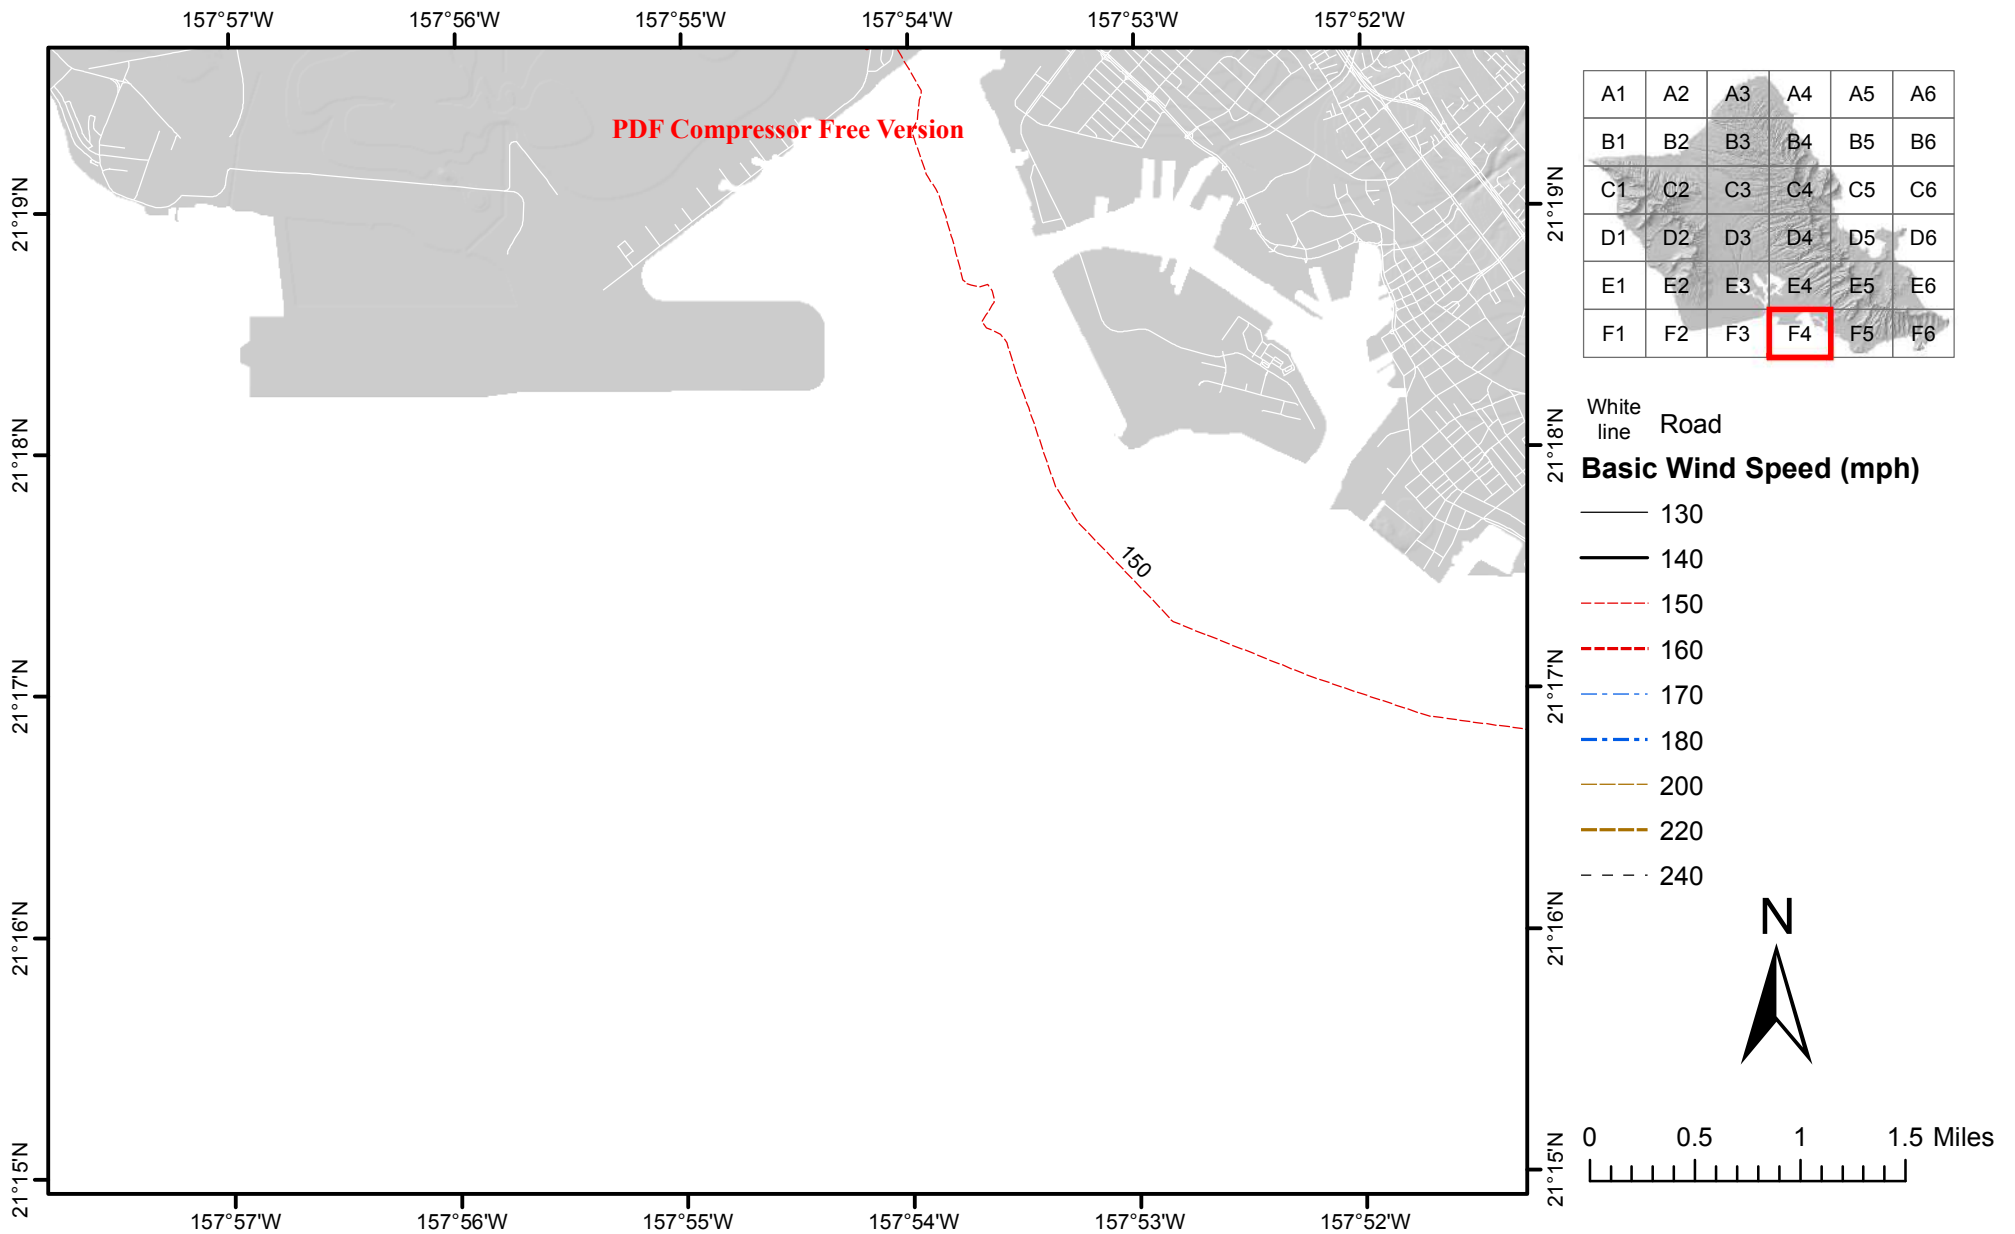 157°57'W 157°56'W 157°55'W 157°54'W 157°53'W 157°52'W
PDF Compressor Free Version
21°19'N
21°18'N
21°17'N
21°16'N
21°15'N
150
21°19'N
21°18'N
21°17'N
21°16'N
21°15'N
157°57'W 157°56'W 157°55'W 157°54'W 157°53'W 157°52'W
A1 A2 A3 A4 A5 A6
B1 B2 B3 B4 B5 B6
C1 C2 C3 C4 C5 C6
D1 D2 D3 D4 D5 D6
E1 E2 E3 E4 E5 E6
F1 F2 F3 F4 F5 F6
White
line
Road
Basic Wind Speed (mph)
130
140
150
160
170
180
200
220
240
N
0 0.5 1 1.5 Miles